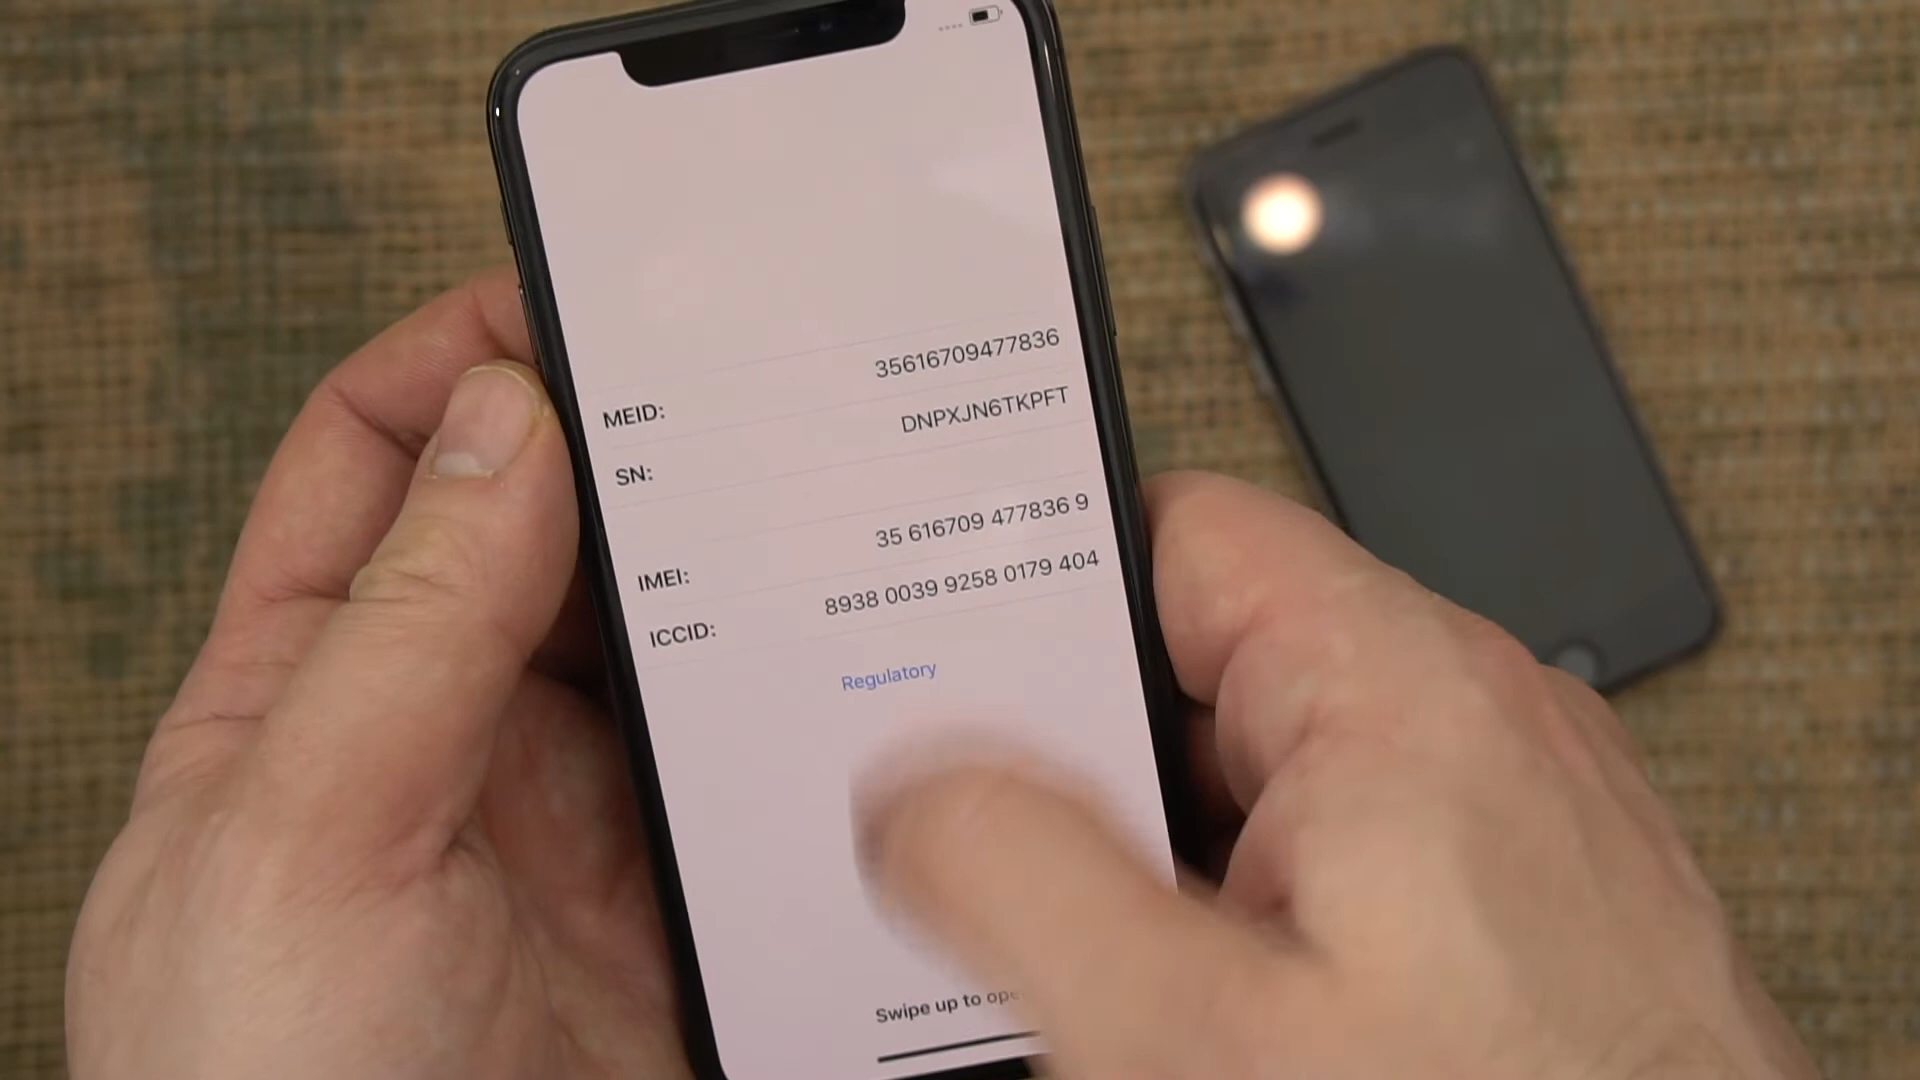 MEID: 35616709477836
SN: DNPXJN6TKPFT
IMEI: 35 616709 477836 9
ICCID: 8938 0039 9258 0179 404
Regulatory
Swipe up to